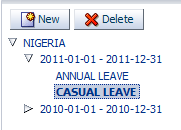 New Delete
NIGERIA
2011-01-01 - 2011-12-31
ANNUAL LEAVE
CASUAL LEAVE
2010-01-01 - 2010-12-31